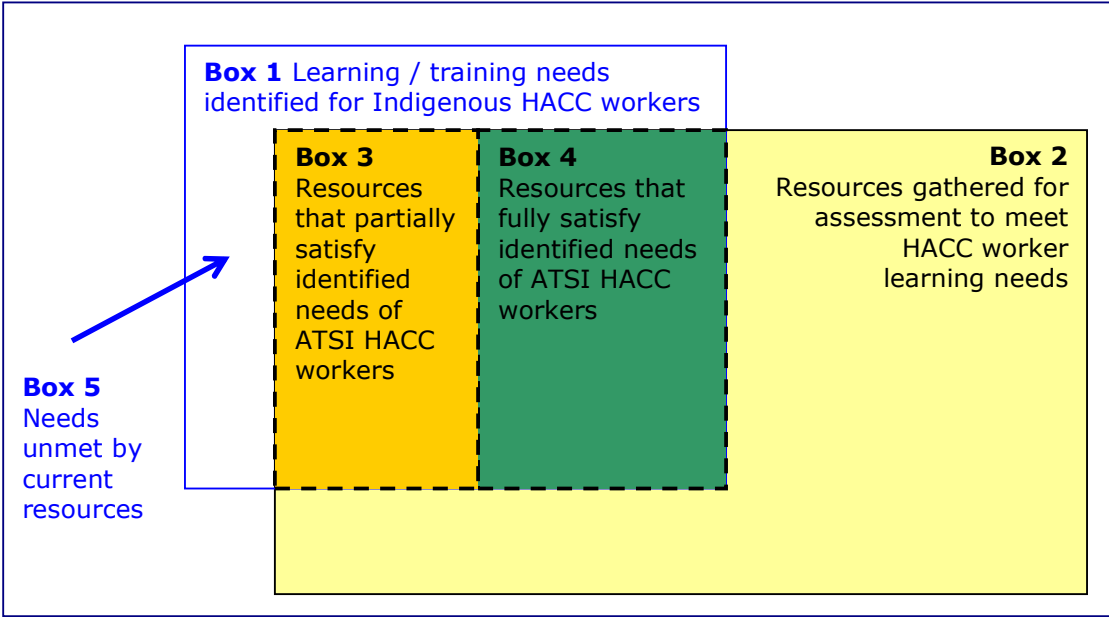 Box 1 Learning / training needs
identified for Indigenous HACC workers
Box 3
Resources
that partially
satisfy
identified
needs of
ATSI HACC
workers
Box 4
Resources that
fully satisfy
identified needs
of ATSI HACC
workers
Box 2
Resources gathered for
assessment to meet
HACC worker
learning needs
Box 5
Needs
unmet by
current
resources